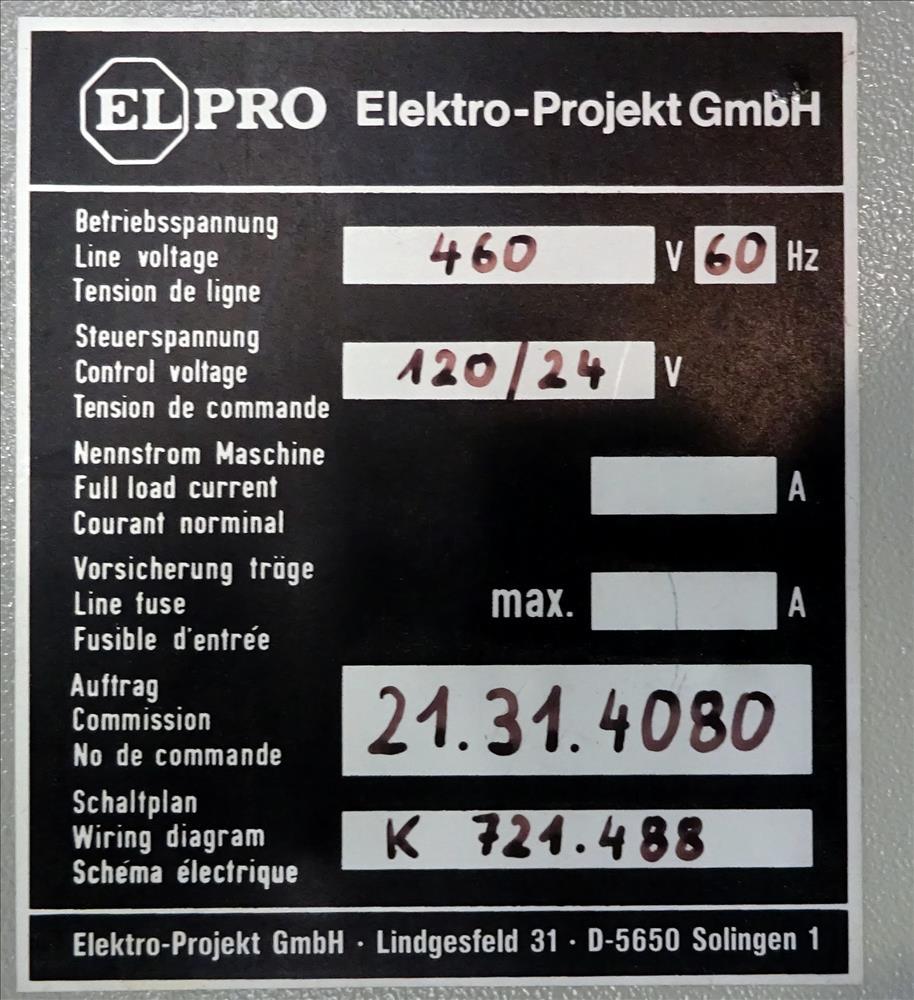 ELPRO Elektro-Projekt GmbH
Betriebsspannung
Line voltage 460 V 60 Hz
Tension de ligne
Steuerspannung
Control voltage 120/24 V
Tension de commande
Nennstrom Maschine
Full load current A
Courant norminal
Vorsicherung träge
Line fuse max. A
Fusible d'entrée
Auftrag
Commission 21.31.4080
No de commande
Schaltplan
Wiring diagram K 721.488
Schéma électrique
Elektro-Projekt GmbH · Lindgesfeld 31 · D-5650 Solingen 1